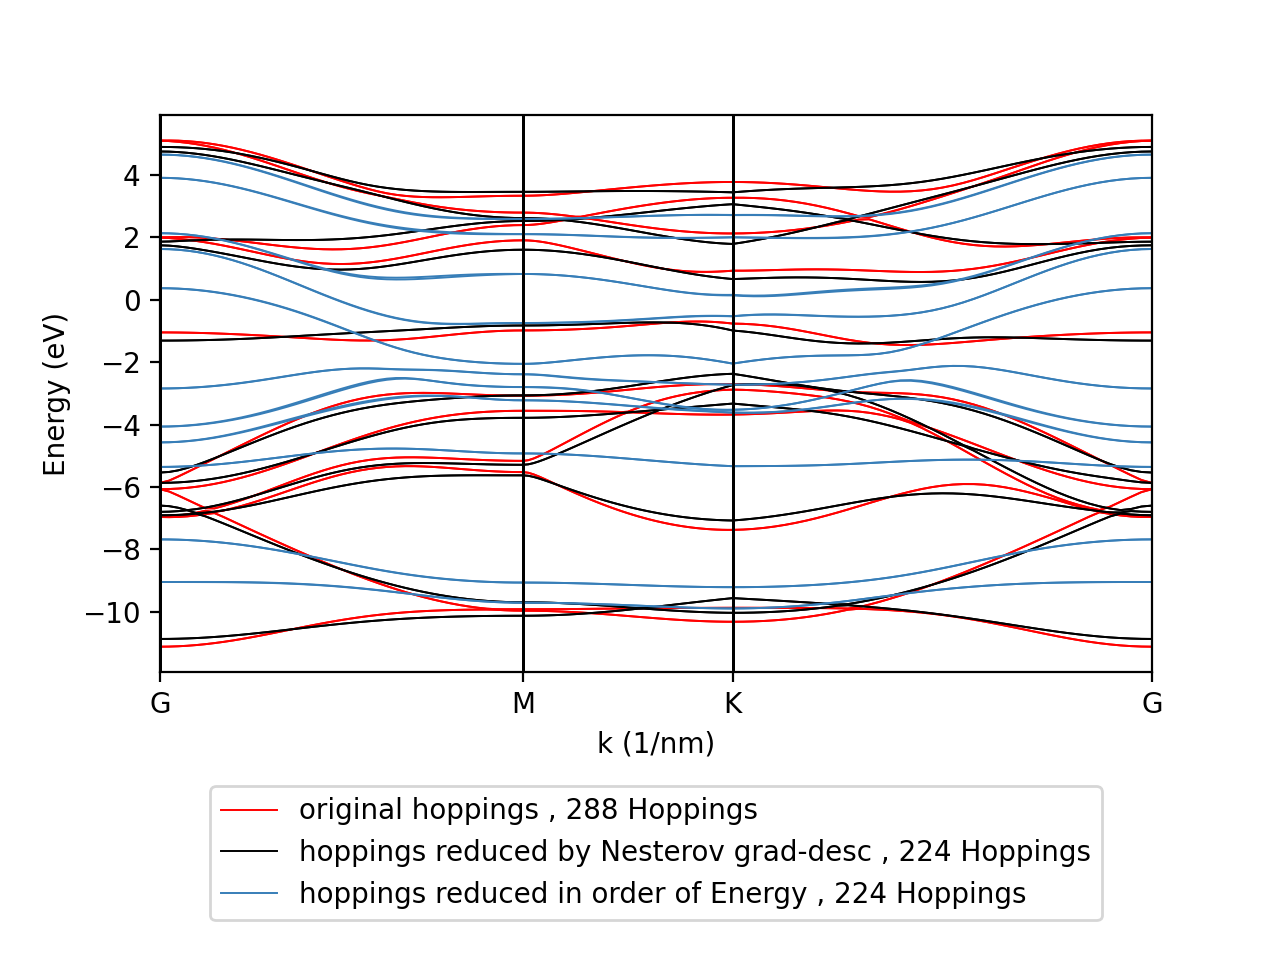 4
2
0
−2
−4
−6
−8
−10
Energy (eV)
G M K G
k (1/nm)
original hoppings , 288 Hoppings
hoppings reduced by Nesterov grad-desc , 224 Hoppings
hoppings reduced in order of Energy , 224 Hoppings